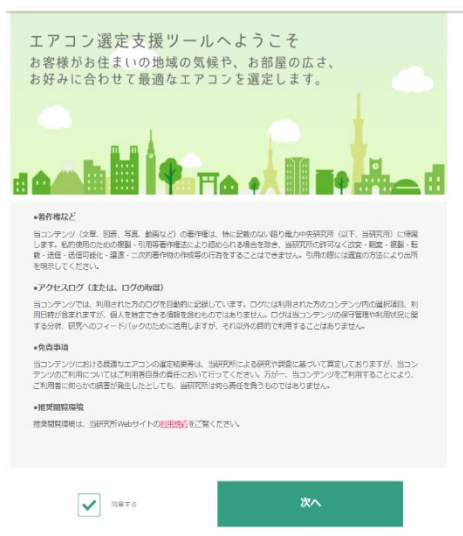 エアコン選定支援ツールへようこそ
お客様がお住まいの地域の気候や、お部屋の広さ、
お好みに合わせて最適なエアコンを選定します。
•著作権など
当コンテンツ（文章、図表、写真、動画など）の著作権は、特に記載のない限り電力中央研究所（以下、当研究所）に帰属
します。私的使用のための複製・引用等著作権法により認められる場合を除き、当研究所の許可なく改変・翻案・複製・転
載・送信・送信可能化・譲渡・二次的著作物の作成等の行為をすることはできません。引用の際には適宜の方法により出所
を明示してください。
•アクセスログ（または、ログの取得）
当コンテンツでは、利用された方のログを自動的に記録しています。ログには利用された方のコンテンツ内の選択項目、利
用日時が含まれますが、個人を特定できる情報を含むものではありません。ログは当コンテンツの保守管理や利用状況に関
する分析、研究へのフィードバックのために活用しますが、それ以外の目的で利用することはありません。
•免責事項
当コンテンツにおける最適なエアコンの選定結果等は、当研究所による研究や調査に基づいて算定しておりますが、当コン
テンツのご利用についてはご利用者自身の責任において行ってください。万が一、当コンテンツをご利用することにより、
ご利用者に何らかの損害が発生したとしても、当研究所は何ら責任を負うものではありません。
•推奨閲覧環境
推奨閲覧環境は、当研究所Webサイトの利用規約をご覧ください。
同意する
次へ